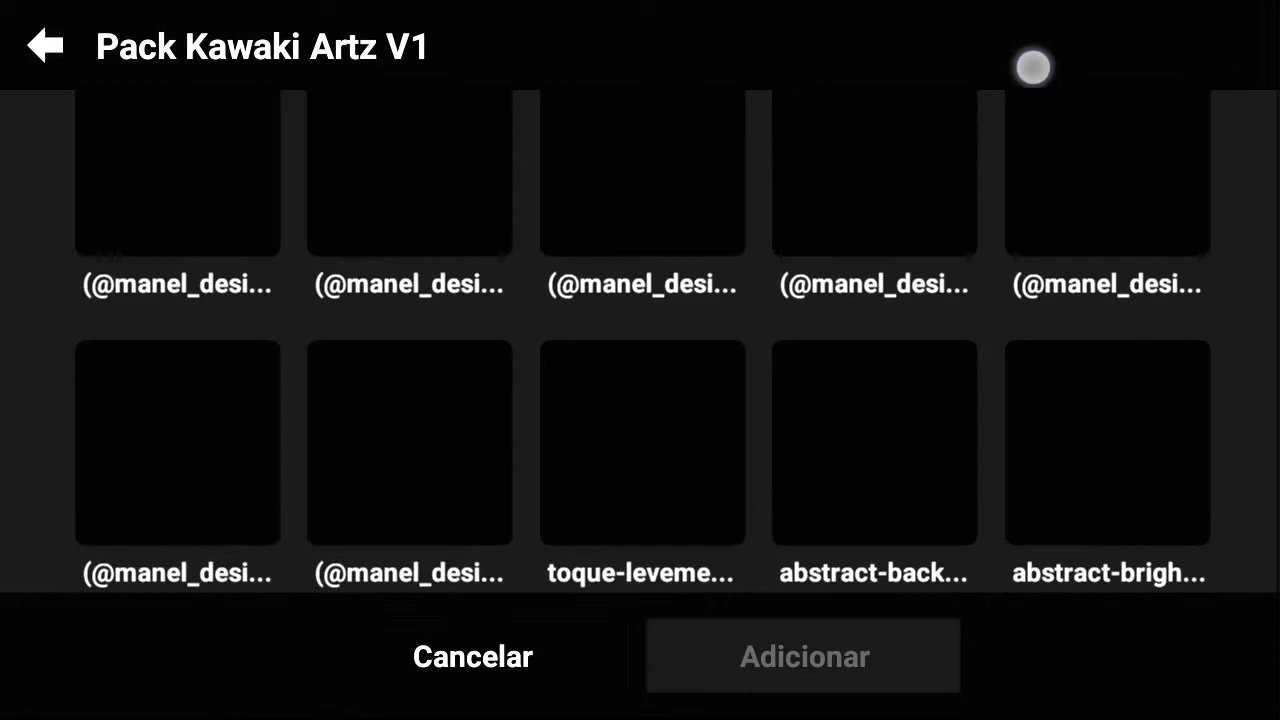 Pack Kawaki Artz V1
(@manel_desi... (@manel_desi... (@manel_desi... (@manel_desi... (@manel_desi...
(@manel_desi... (@manel_desi... toque-leveme... abstract-back... abstract-brigh...
Cancelar Adicionar